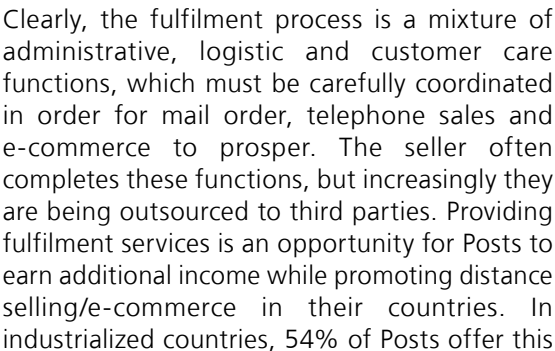 Clearly, the fulfilment process is a mixture of
administrative, logistic and customer care
functions, which must be carefully coordinated
in order for mail order, telephone sales and
e-commerce to prosper. The seller often
completes these functions, but increasingly they
are being outsourced to third parties. Providing
fulfilment services is an opportunity for Posts to
earn additional income while promoting distance
selling/e-commerce in their countries. In
industrialized countries, 54% of Posts offer this